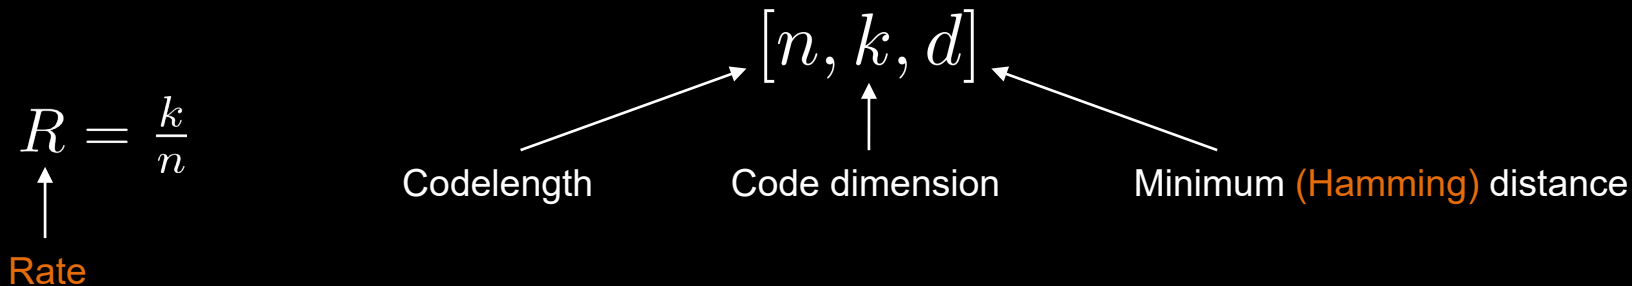 [n, k, d]
R = k/n
Codelength Code dimension Minimum (Hamming) distance
Rate